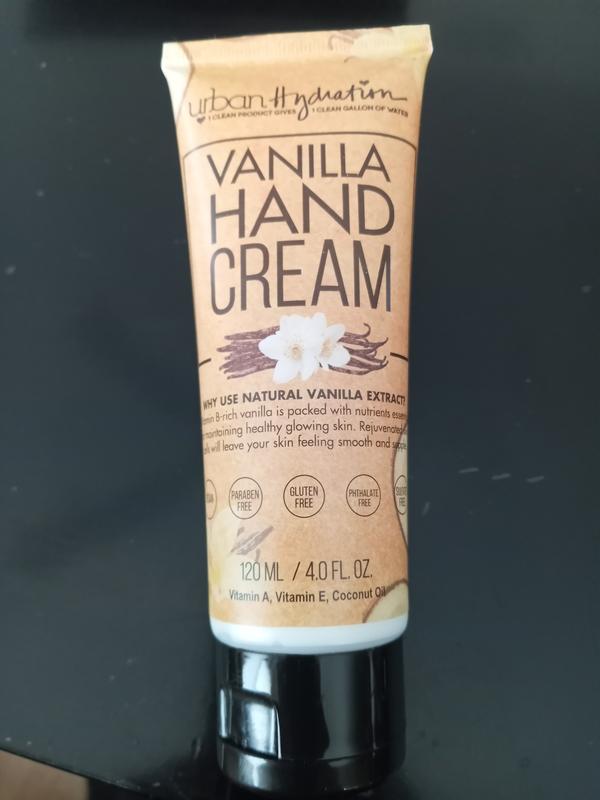 urban Hydration
1 CLEAN PRODUCT GIVES 1 CLEAN GALLON OF WATER
VANILLA
HAND
CREAM
WHY USE NATURAL VANILLA EXTRACT?
B-rich vanilla is packed with nutrients
maintaining healthy glowing skin. Rejuvenated
will leave your skin feeling smooth and
PARABEN FREE
GLUTEN FREE
PHTHALATE FREE
120 ML / 4.0 FL. OZ.
Vitamin A, Vitamin E, Coconut Oil